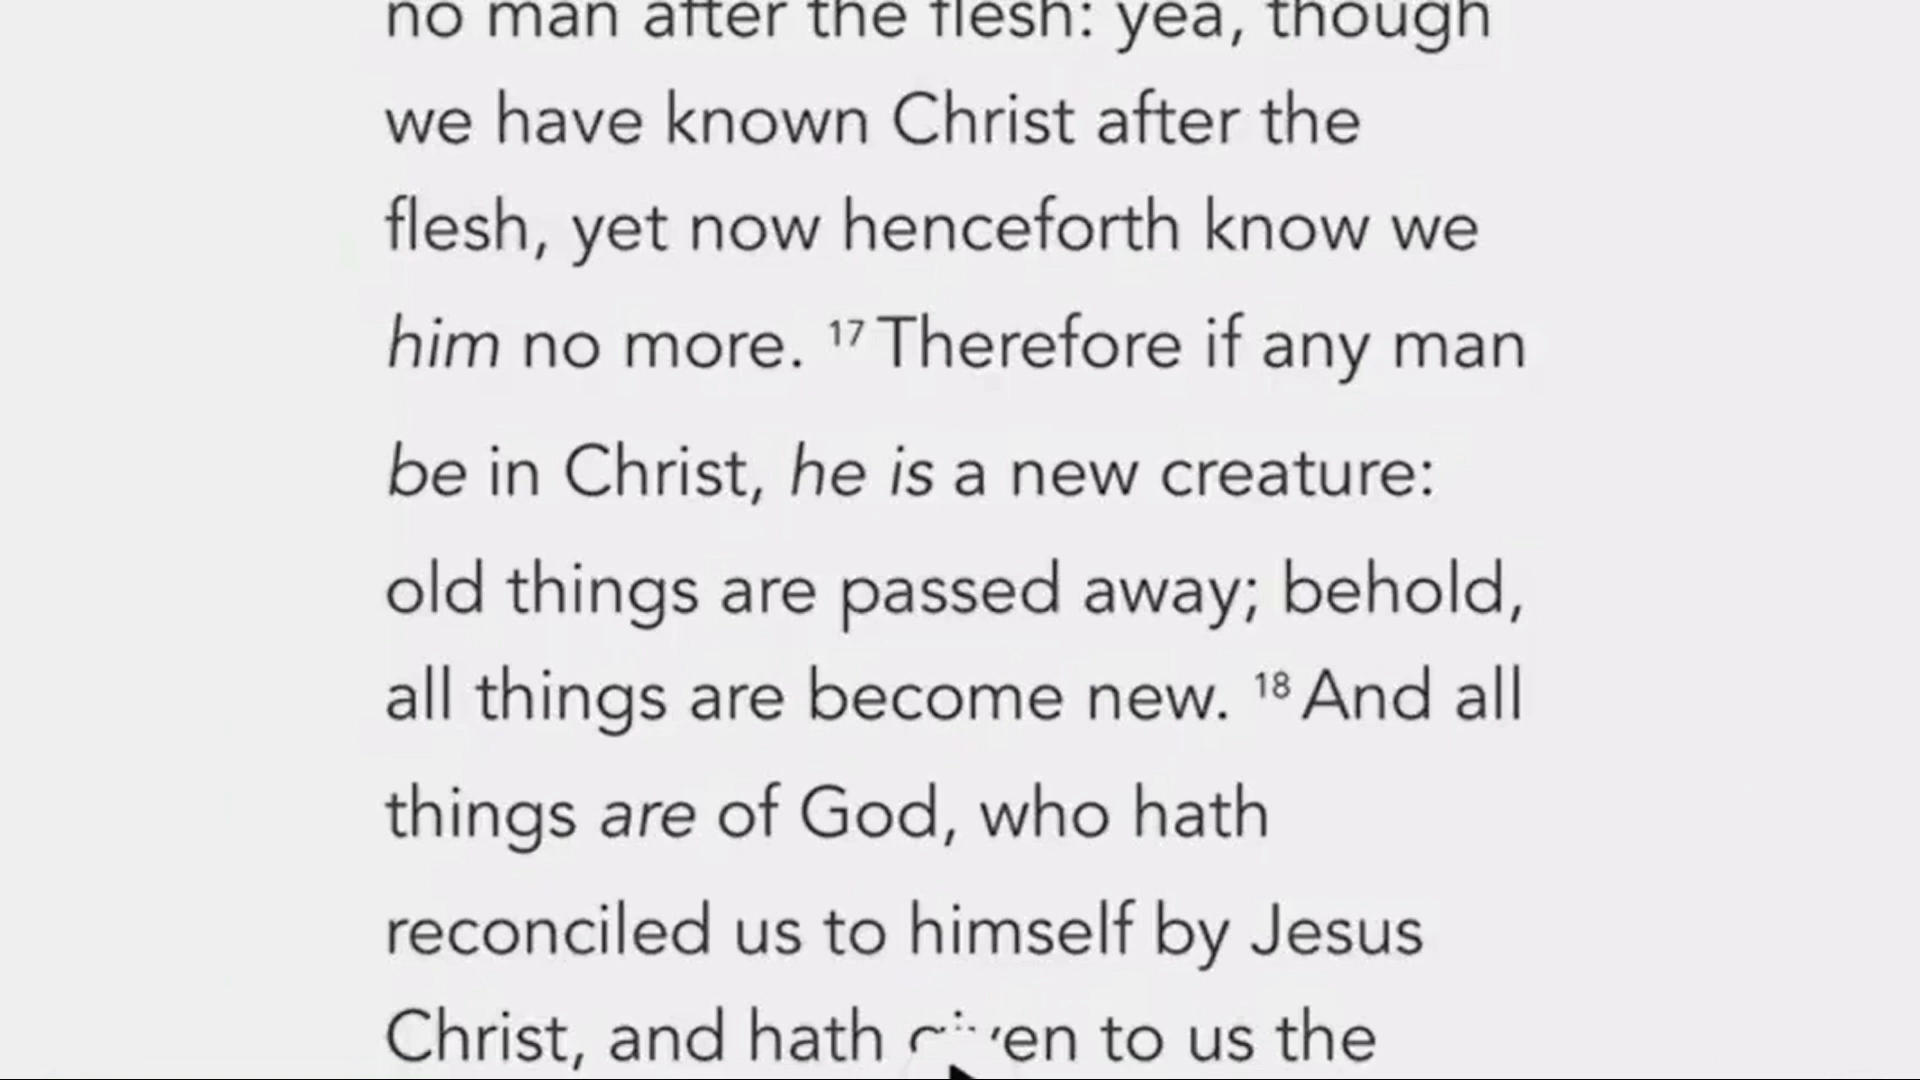 no man after the flesh: yea, though
we have known Christ after the
flesh, yet now henceforth know we
him no more. 17 Therefore if any man
be in Christ, he is a new creature:
old things are passed away; behold,
all things are become new. 18 And all
things are of God, who hath
reconciled us to himself by Jesus
Christ, and hath given to us the